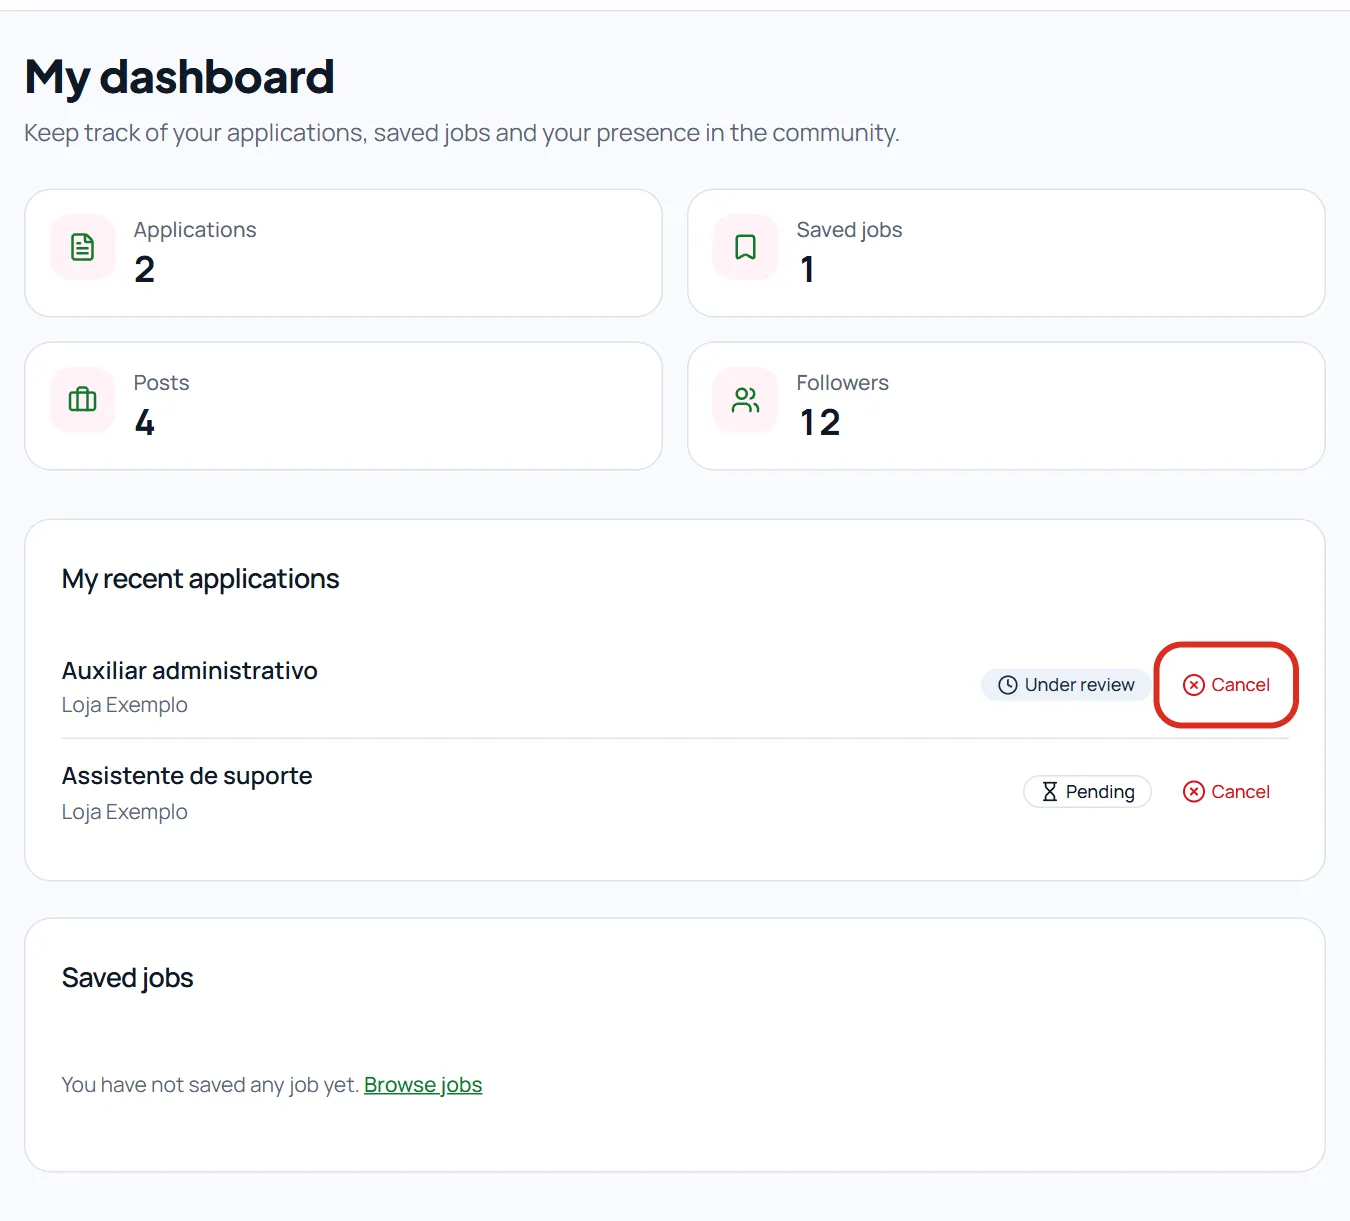 My dashboard
Keep track of your applications, saved jobs and your presence in the community.
Applications
2
Saved jobs
1
Posts
4
Followers
12
My recent applications
Auxiliar administrativo
Loja Exemplo
Under review
Cancel
Assistente de suporte
Loja Exemplo
Pending
Cancel
Saved jobs
You have not saved any job yet. Browse jobs